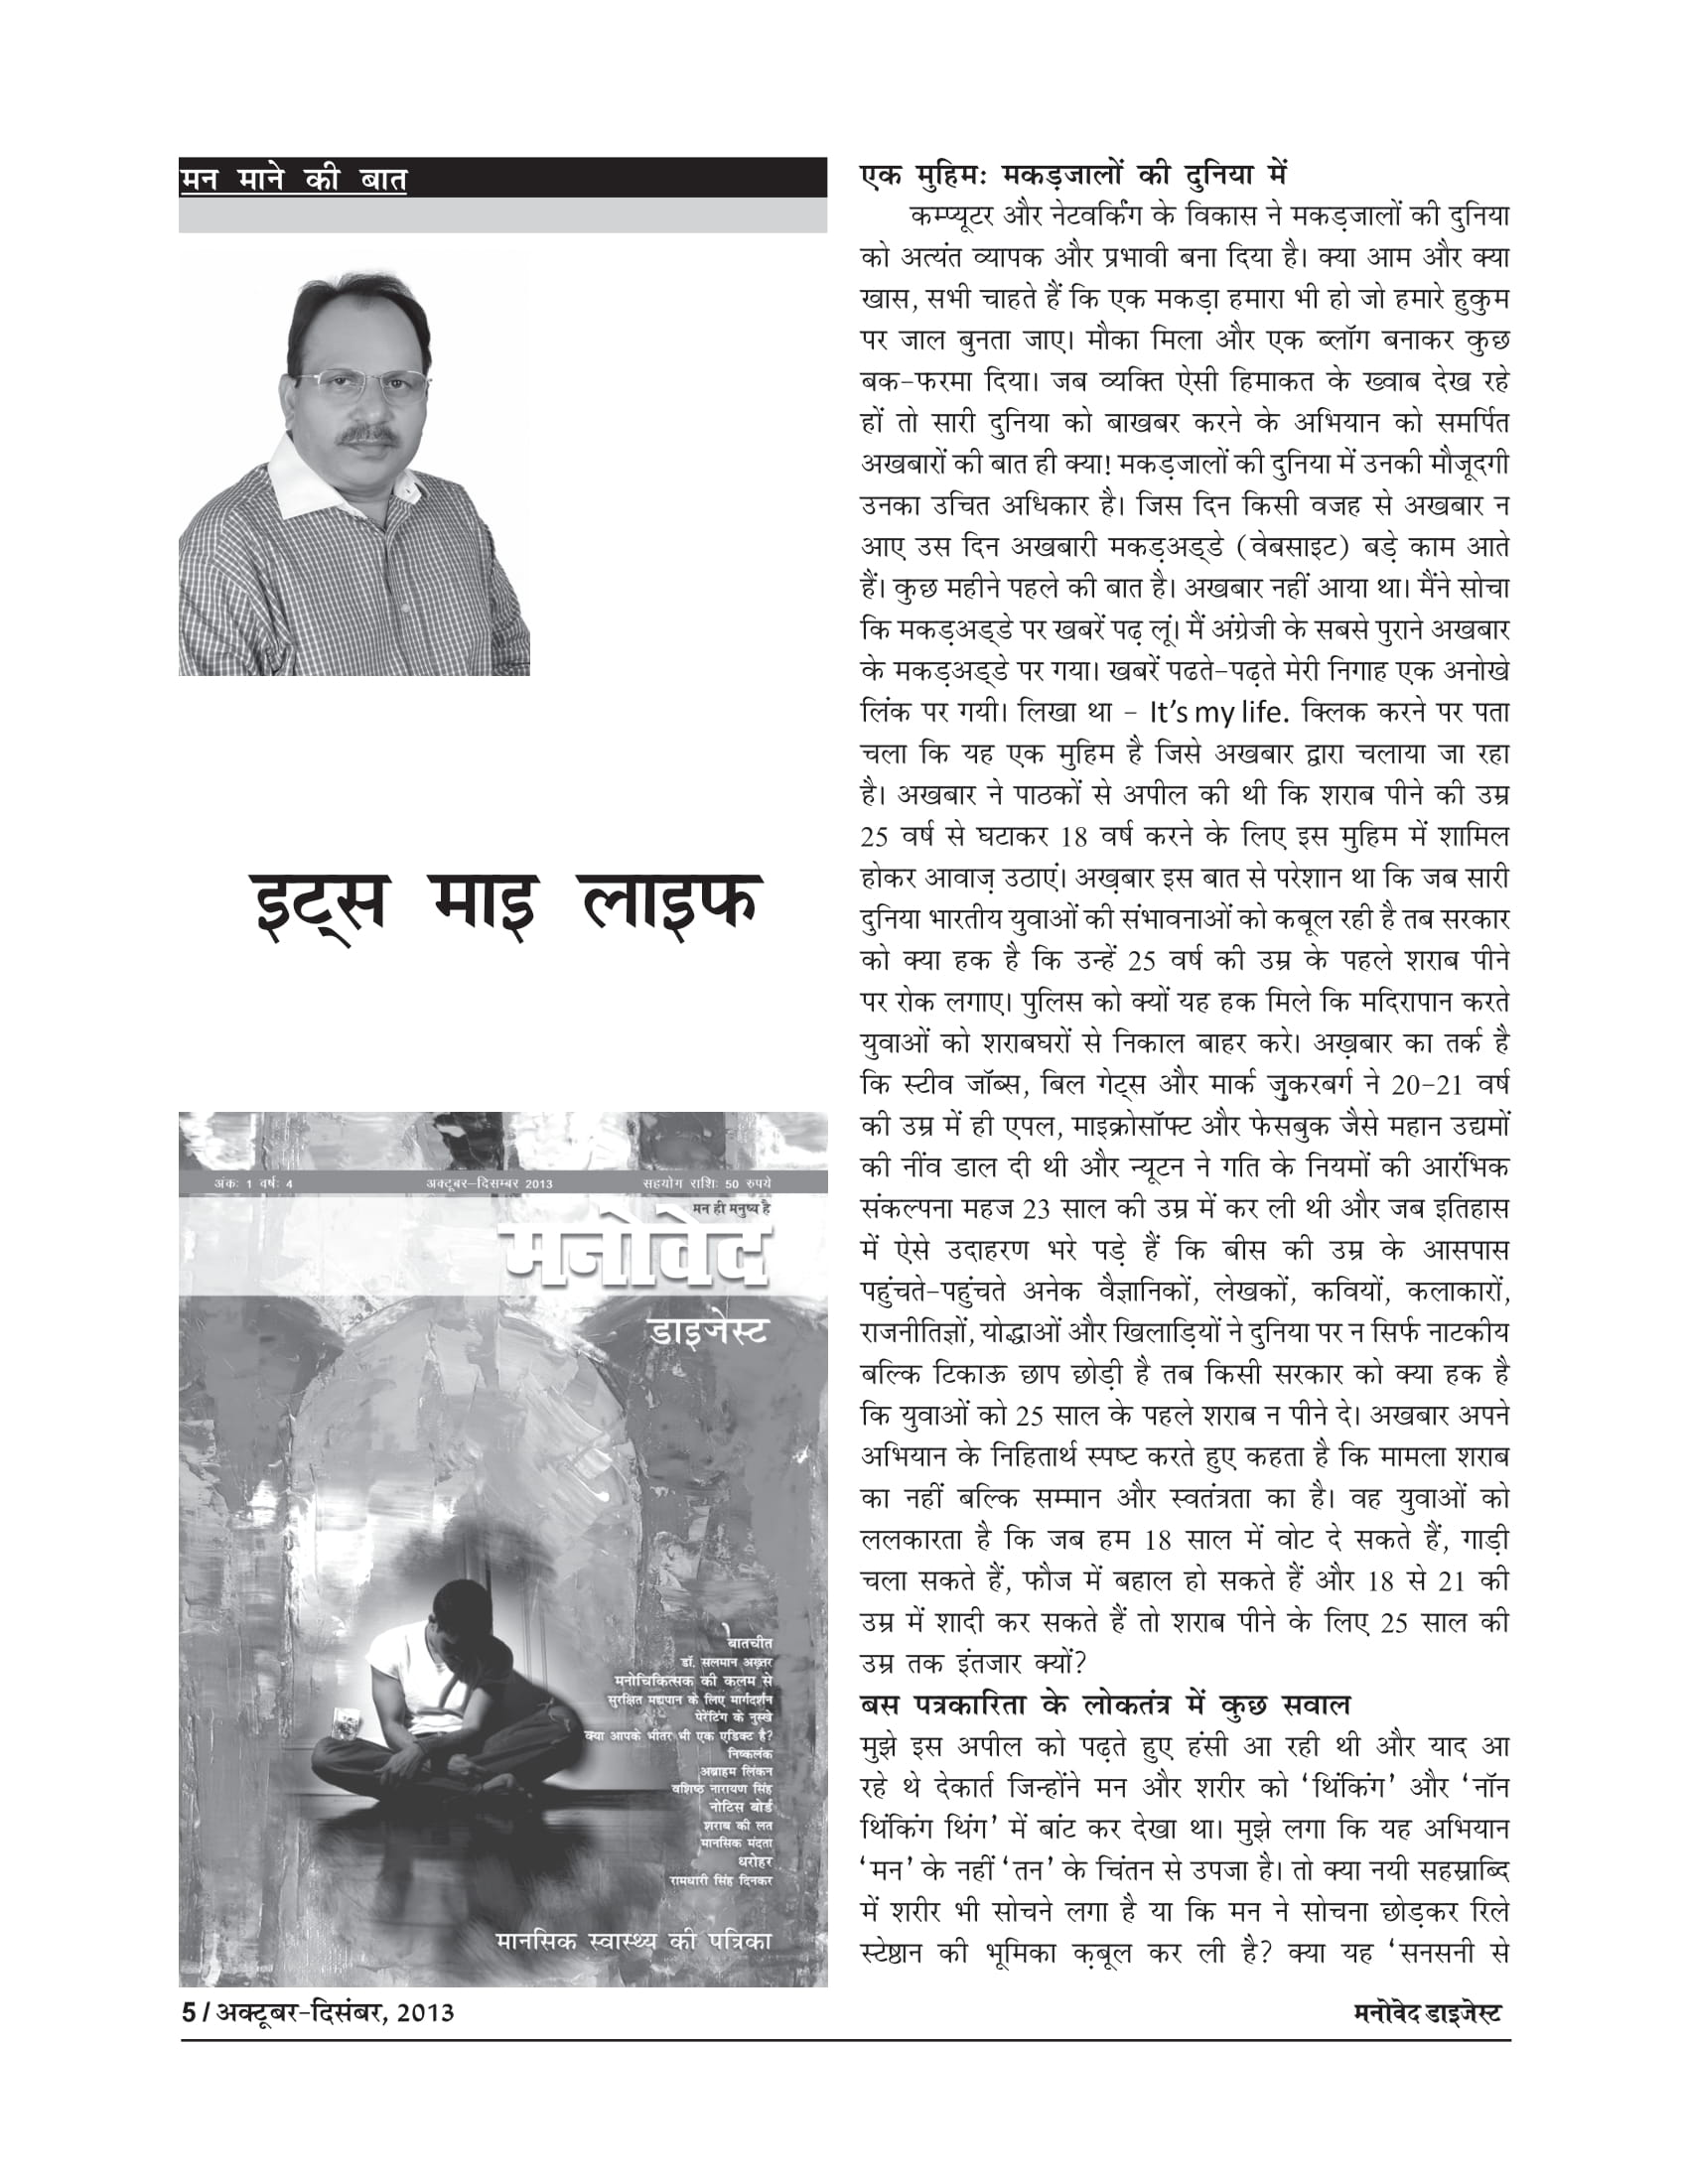 मन माने की बात
इट्स माइ लाइफ
अंकः 1 वर्षः 4
अक्टूबर-दिसम्बर 2013
सहयोग राशिः 50 रुपये
मन ही मनुष्य है
मनोवेद
डाइजेस्ट
बातचीत
डॉ. सलमान अख्तर
मनोचिकित्सक की कलम से
सुरक्षित मद्यपान के लिए मार्गदर्शन
पेरेंटिंग के नुस्खे
क्या आपके भीतर भी एक एडिक्ट है?
निष्कलंक
अब्राहम लिंकन
वशिष्ठ नारायण सिंह
नोटिस बोर्ड
शराब की लत
मानसिक मंदता
धरोहर
रामधारी सिंह दिनकर
मानसिक स्वास्थ्य की पत्रिका
एक मुहिमः मकड़जालों की दुनिया में
कम्प्यूटर और नेटवर्किंग के विकास ने मकड़जालों की दुनिया
को अत्यंत व्यापक और प्रभावी बना दिया है। क्या आम और क्या
खास, सभी चाहते हैं कि एक मकड़ा हमारा भी हो जो हमारे हुकुम
पर जाल बुनता जाए। मौका मिला और एक ब्लॉग बनाकर कुछ
बक-फरमा दिया। जब व्यक्ति ऐसी हिमाकत के ख्वाब देख रहे
हों तो सारी दुनिया को बाखबर करने के अभियान को समर्पित
अखबारों की बात ही क्या! मकड़जालों की दुनिया में उनकी मौजूदगी
उनका उचित अधिकार है। जिस दिन किसी वजह से अखबार न
आए उस दिन अखबारी मकड़अड्डे (वेबसाइट) बड़े काम आते
हैं। कुछ महीने पहले की बात है। अखबार नहीं आया था। मैंने सोचा
कि मकड़अड्डे पर खबरें पढ़ लूं। मैं अंग्रेजी के सबसे पुराने अखबार
के मकड़अड्डे पर गया। खबरें पढते-पढ़ते मेरी निगाह एक अनोखे
लिंक पर गयी। लिखा था - It’s my life. क्लिक करने पर पता
चला कि यह एक मुहिम है जिसे अखबार द्वारा चलाया जा रहा
है। अखबार ने पाठकों से अपील की थी कि शराब पीने की उम्र
25 वर्ष से घटाकर 18 वर्ष करने के लिए इस मुहिम में शामिल
होकर आवाज़ उठाएं। अख़बार इस बात से परेशान था कि जब सारी
दुनिया भारतीय युवाओं की संभावनाओं को कबूल रही है तब सरकार
को क्या हक है कि उन्हें 25 वर्ष की उम्र के पहले शराब पीने
पर रोक लगाए। पुलिस को क्यों यह हक मिले कि मदिरापान करते
युवाओं को शराबघरों से निकाल बाहर करे। अख़बार का तर्क है
कि स्टीव जॉब्स, बिल गेट्स और मार्क जु़करबर्ग ने 20-21 वर्ष
की उम्र में ही एपल, माइक्रोसॉफ्ट और फेसबुक जैसे महान उद्यमों
की नींव डाल दी थी और न्यूटन ने गति के नियमों की आरंभिक
संकल्पना महज 23 साल की उम्र में कर ली थी और जब इतिहास
में ऐसे उदाहरण भरे पड़े हैं कि बीस की उम्र के आसपास
पहुंचते-पहुंचते अनेक वैज्ञानिकों, लेखकों, कवियों, कलाकारों,
राजनीतिज्ञों, योद्धाओं और खिलाड़ियों ने दुनिया पर न सिर्फ नाटकीय
बल्कि टिकाऊ छाप छोड़ी है तब किसी सरकार को क्या हक है
कि युवाओं को 25 साल के पहले शराब न पीने दे। अखबार अपने
अभियान के निहितार्थ स्पष्ट करते हुए कहता है कि मामला शराब
का नहीं बल्कि सम्मान और स्वतंत्रता का है। वह युवाओं को
ललकारता है कि जब हम 18 साल में वोट दे सकते हैं, गाड़ी
चला सकते हैं, फौज में बहाल हो सकते हैं और 18 से 21 की
उम्र में शादी कर सकते हैं तो शराब पीने के लिए 25 साल की
उम्र तक इंतजार क्यों?
बस पत्रकारिता के लोकतंत्र में कुछ सवाल
मुझे इस अपील को पढ़ते हुए हंसी आ रही थी और याद आ
रहे थे देकार्त जिन्होंने मन और शरीर को ‘थिंकिंग’ और ‘नॉन
थिंकिंग थिंग’ में बांट कर देखा था। मुझे लगा कि यह अभियान
‘मन’ के नहीं ‘तन’ के चिंतन से उपजा है। तो क्या नयी सहस्राब्दि
में शरीर भी सोचने लगा है या कि मन ने सोचना छोड़कर रिले
स्टेष्ठान की भूमिका क़बूल कर ली है? क्या यह ‘सनसनी से
5 / अक्टूबर-दिसंबर, 2013
मनोवेद डाइजेस्ट